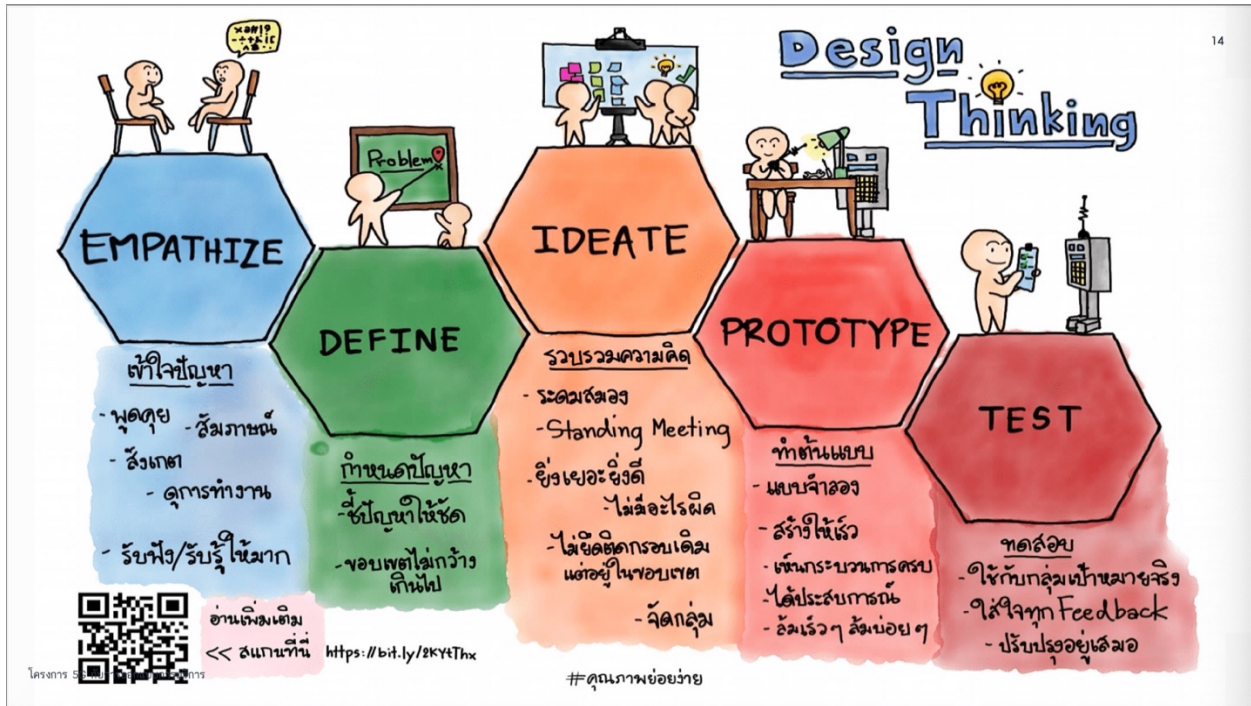 14
Design
Thinking
Problem
EMPATHIZE
เข้าใจปัญหา
- พูดคุย
- สัมภาษณ์
- สังเกต
- ดูการทำงาน
- รับฟัง/รับรู้ให้มาก
DEFINE
กำหนดปัญหา
- ชี้ปัญหาให้ชัด
- ขอบเขตไม่กว้าง
เกินไป
IDEATE
รวบรวมความคิด
- ระดมสมอง
- Standing Meeting
- ยิ่งเยอะยิ่งดี
- ไม่มีอะไรผิด
- ไม่ยึดติดกรอบเดิม
แต่อยู่ในขอบเขต
- จัดกลุ่ม
PROTOTYPE
ทำต้นแบบ
- แบบจำลอง
- สร้างให้เร็ว
- เห็นกระบวนการครบ
- ได้ประสบการณ์
- ล้มเร็วๆ ล้มบ่อยๆ
TEST
ทดสอบ
- ใช้กับกลุ่มเป้าหมายจริง
- ใส่ใจทุก Feedback
- ปรับปรุงอยู่เสมอ
อ่านเพิ่มเติม
<< สแกนที่นี่ https://bit.ly/2KYtThx
โครงการ
#คุณภาพย่อยง่าย